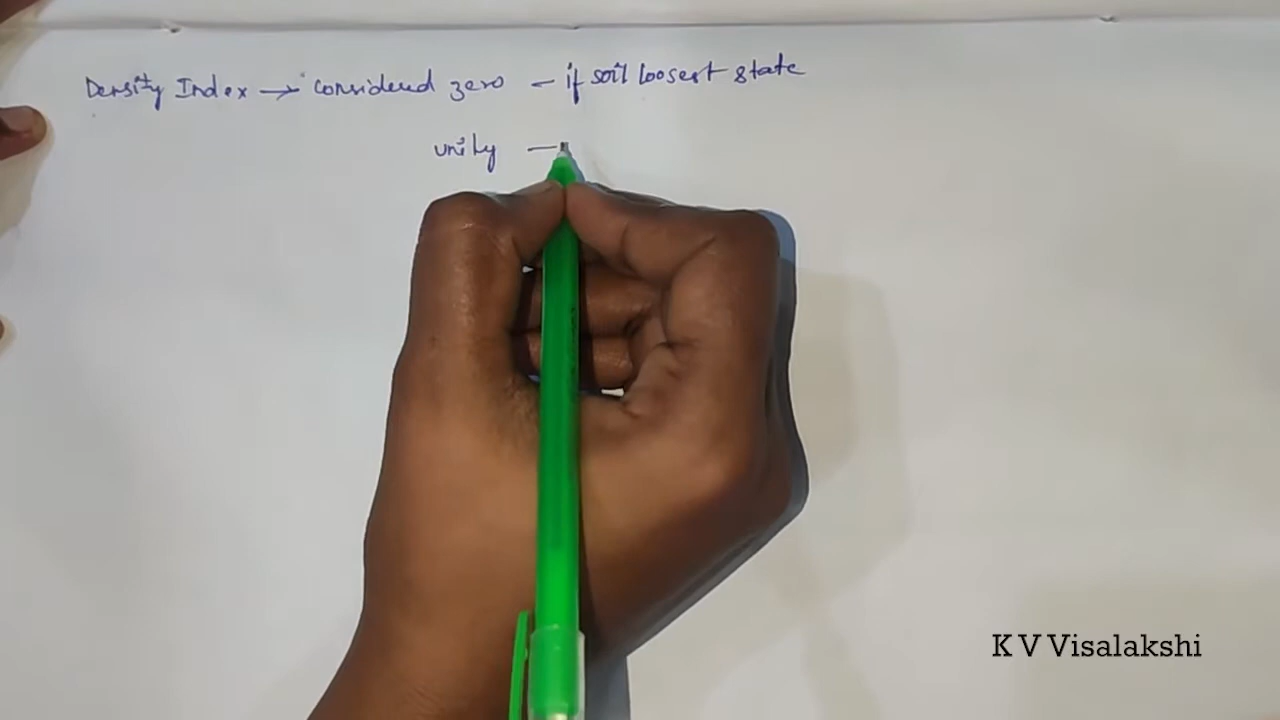 Density Index → considered zero – if soil loosest state
unity –
K V Visalakshi